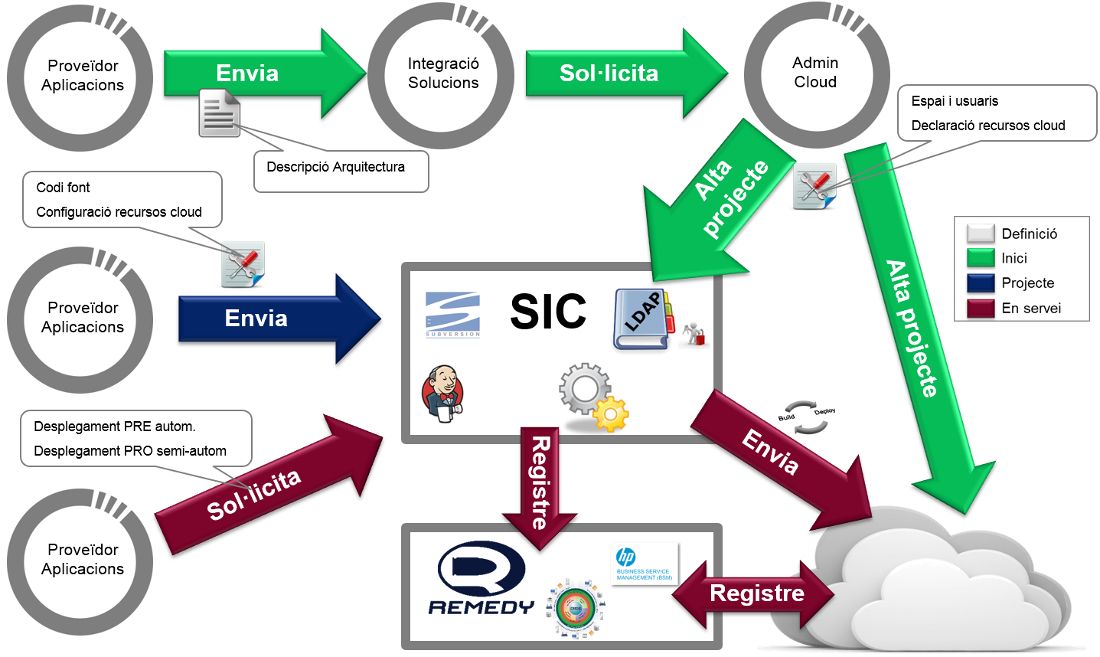 Proveïdor
Aplicacions
Envia
Integració
Solucions
Sol·licita
Admin
Cloud
Espai i usuaris
Declaració recursos cloud
Descripció Arquitectura
Alta
projecte
Codi font
Configuració recursos cloud
Alta projecte
Definició
Inici
Projecte
En servei
Proveïdor
Aplicacions
Envia
SUBVERSION
SIC
LDAP
Desplegament PRE autom.
Desplegament PRO semi-autom
Sol·licita
Build
Deploy
Envia
Registre
Proveïdor
Aplicacions
REMEDY
hp
BUSINESS SERVICE
MANAGEMENT (BSM)
Registre